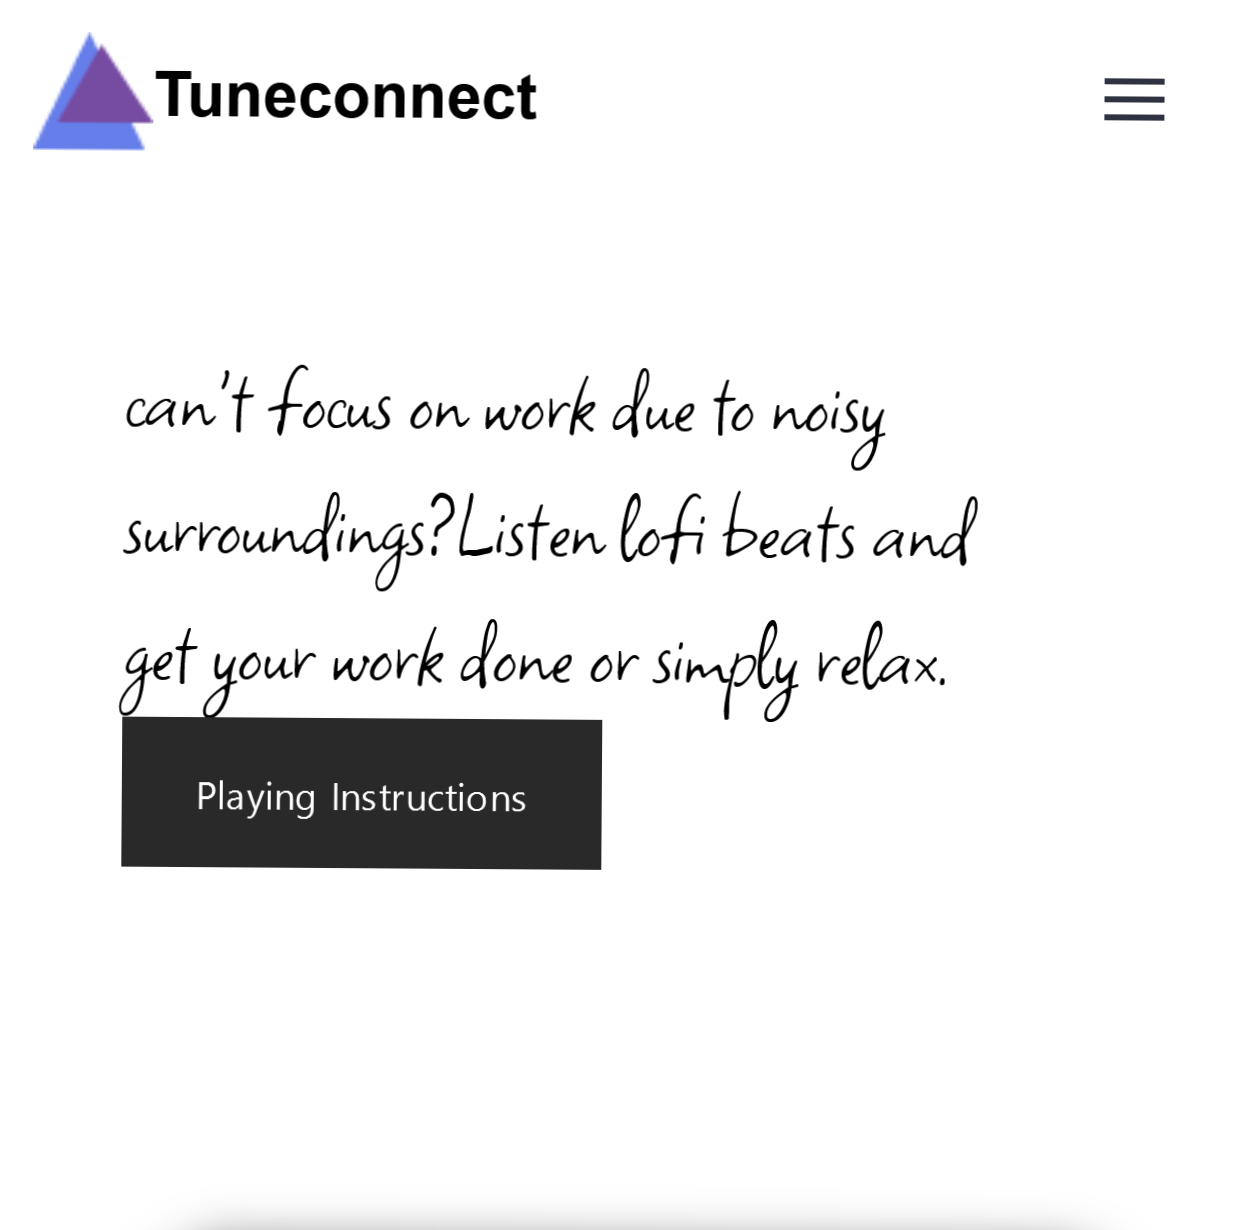 Tuneconnect
can't focus on work due to noisy
surroundings?Listen lofi beats and
get your work done or simply relax.
Playing Instructions